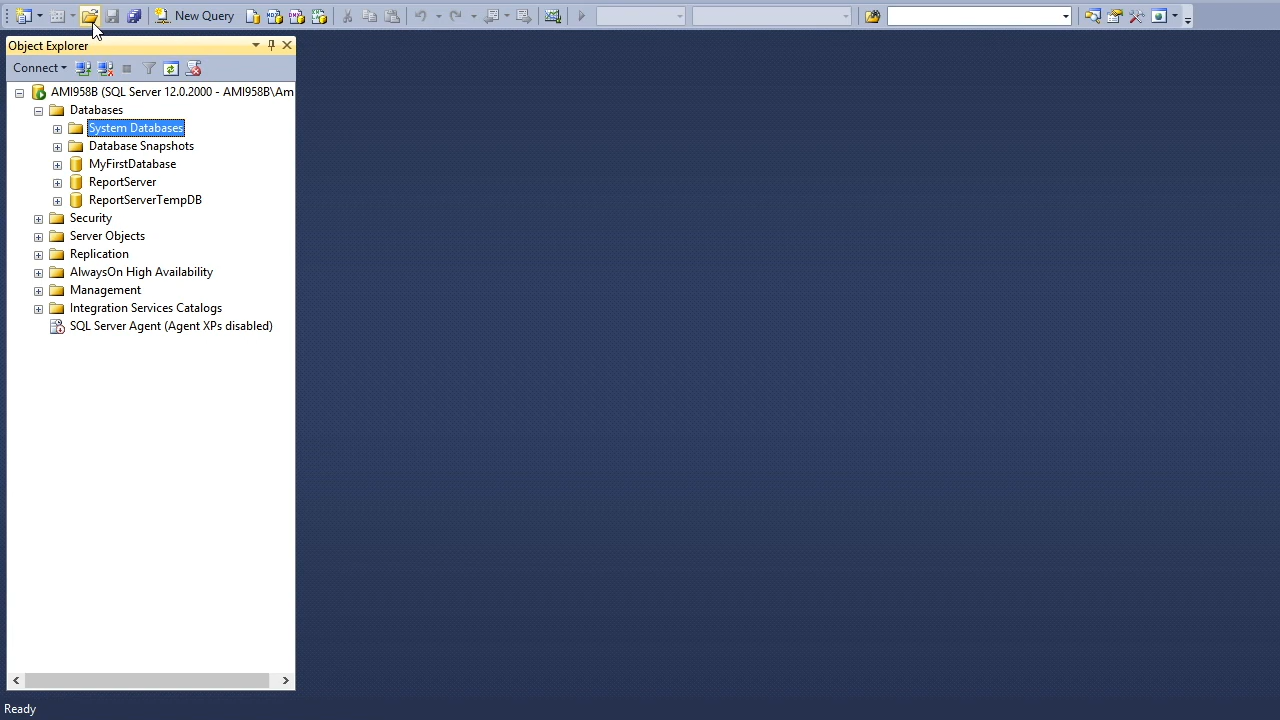 New Query
Object Explorer
Connect
AMI958B (SQL Server 12.0.2000 - AMI958B\Am
Databases
System Databases
Database Snapshots
MyFirstDatabase
ReportServer
ReportServerTempDB
Security
Server Objects
Replication
AlwaysOn High Availability
Management
Integration Services Catalogs
SQL Server Agent (Agent XPs disabled)
Ready